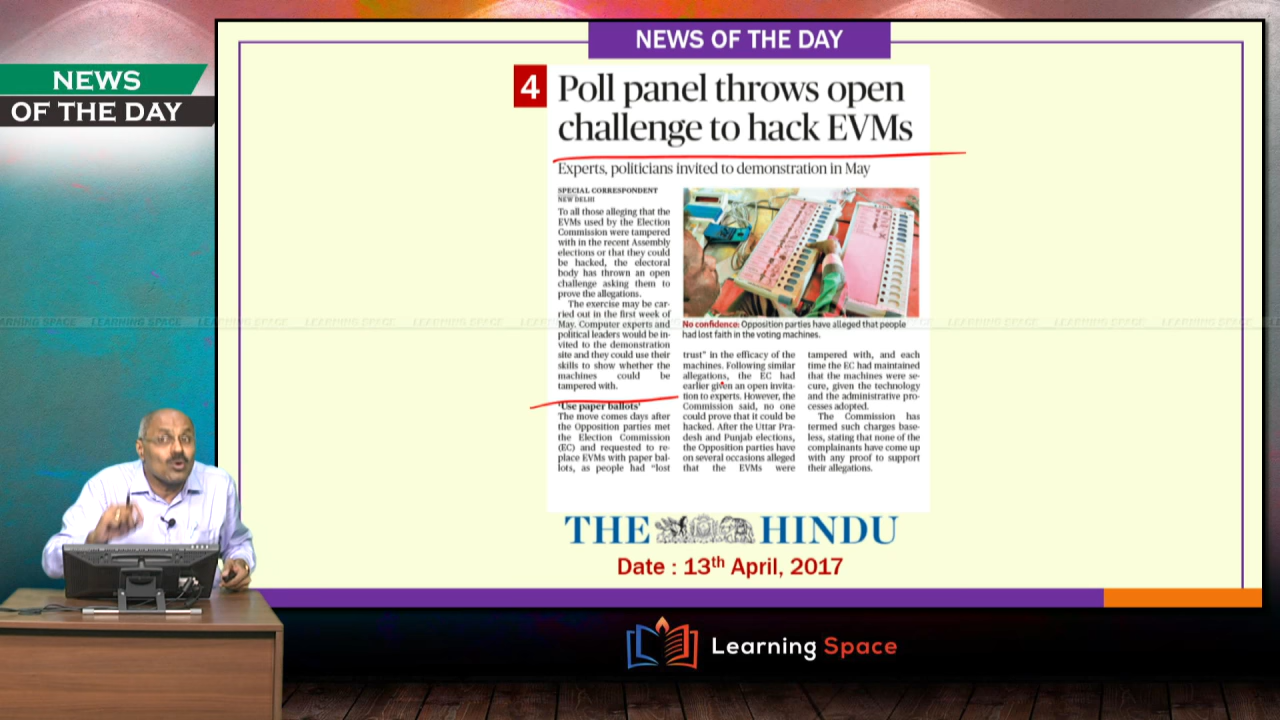 NEWS OF THE DAY
NEWS
OF THE DAY
4
Poll panel throws open
challenge to hack EVMs
Experts, politicians invited to demonstration in May
SPECIAL CORRESPONDENT
NEW DELHI
To all those alleging that the
EVMs used by the Election
Commission were tampered
with in the recent Assembly
elections or that they could
be hacked, the electoral
body has thrown an open
challenge asking them to
prove the allegations.
The exercise may be car-
ried out in the first week of
May. Computer experts and
political leaders would be in-
vited to the demonstration
site and they could use their
skills to show whether the
machines could be
tampered with.
'Use paper ballots'
The move comes days after
the Opposition parties met
the Election Commission
(EC) and requested to re-
place EVMs with paper bal-
lots, as people had “lost
No confidence: Opposition parties have alleged that people
had lost faith in the voting machines.
trust” in the efficacy of the
machines. Following similar
allegations, the EC had
earlier given an open invita-
tion to experts. However, the
Commission said, no one
could prove that it could be
hacked. After the Uttar Pra-
desh and Punjab elections,
the Opposition parties have
on several occasions alleged
that the EVMs were
tampered with, and each
time the EC had maintained
that the machines were se-
cure, given the technology
and the administrative pro-
cesses adopted.
The Commission has
termed such charges base-
less, stating that none of the
complainants have come up
with any proof to support
their allegations.
LEARNING SPACE LEARNING SPACE LEARNING SPACE LEARNING SPACE LEARNING SPACE LEARNING SPACE
THE HINDU
Date : 13th April, 2017
Learning Space